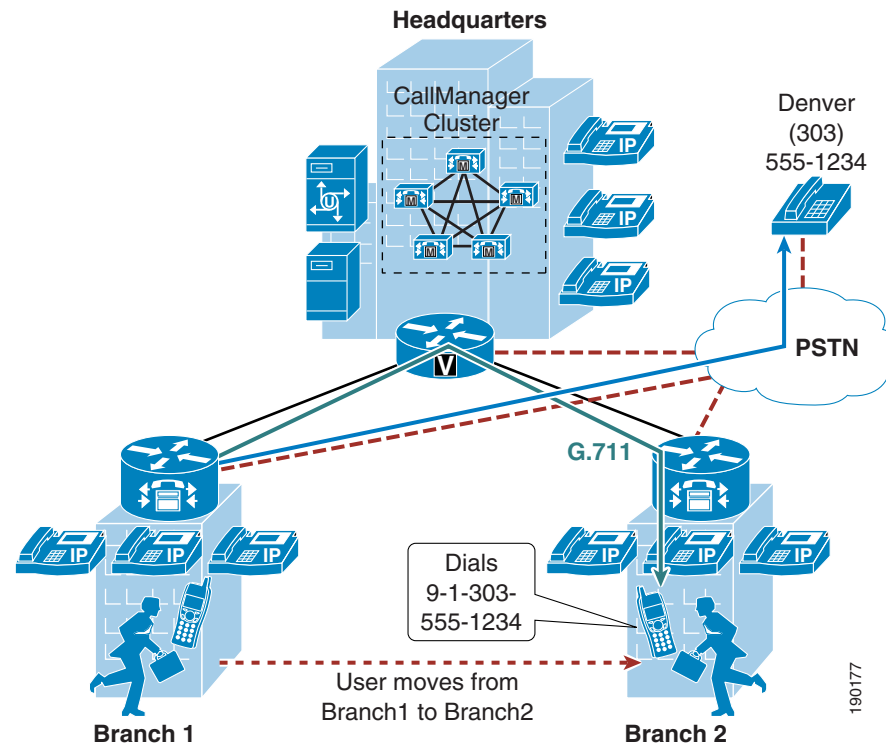 Headquarters
CallManager
Cluster
M
M
M
M
M
U
IP
IP
IP
Denver
(303)
555-1234
PSTN
V
G.711
IP
IP
IP
IP
IP
IP
Dials
9-1-303-
555-1234
User moves from
Branch1 to Branch2
Branch 1
Branch 2
190177